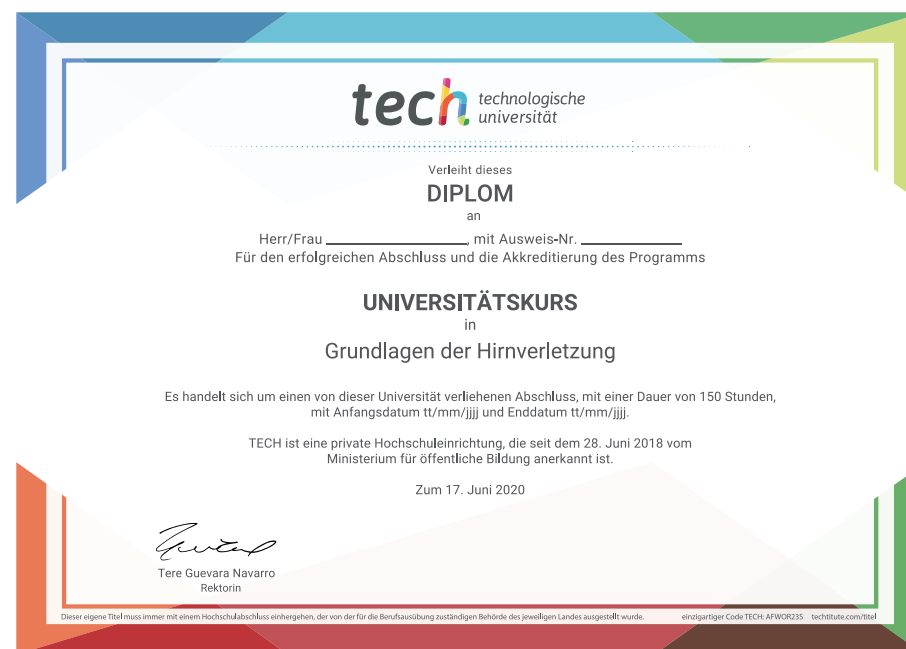 tech technologische
universität
Verleiht dieses
DIPLOM
an
Herr/Frau ____________, mit Ausweis-Nr. ____________
Für den erfolgreichen Abschluss und die Akkreditierung des Programms
UNIVERSITÄTSKURS
in
Grundlagen der Hirnverletzung
Es handelt sich um einen von dieser Universität verliehenen Abschluss, mit einer Dauer von 150 Stunden,
mit Anfangsdatum tt/mm/jjjj und Enddatum tt/mm/jjjj.
TECH ist eine private Hochschuleinrichtung, die seit dem 28. Juni 2018 vom
Ministerium für öffentliche Bildung anerkannt ist.
Zum 17. Juni 2020
Tere Guevara Navarro
Rektorin
Dieser eigene Titel muss immer mit einem Hochschulabschluss einhergehen, der von der für die Berufsausübung zuständigen Behörde des jeweiligen Landes ausgestellt wurde. einzigartiger Code TECH: AFWOR23S techtitute.com/titel